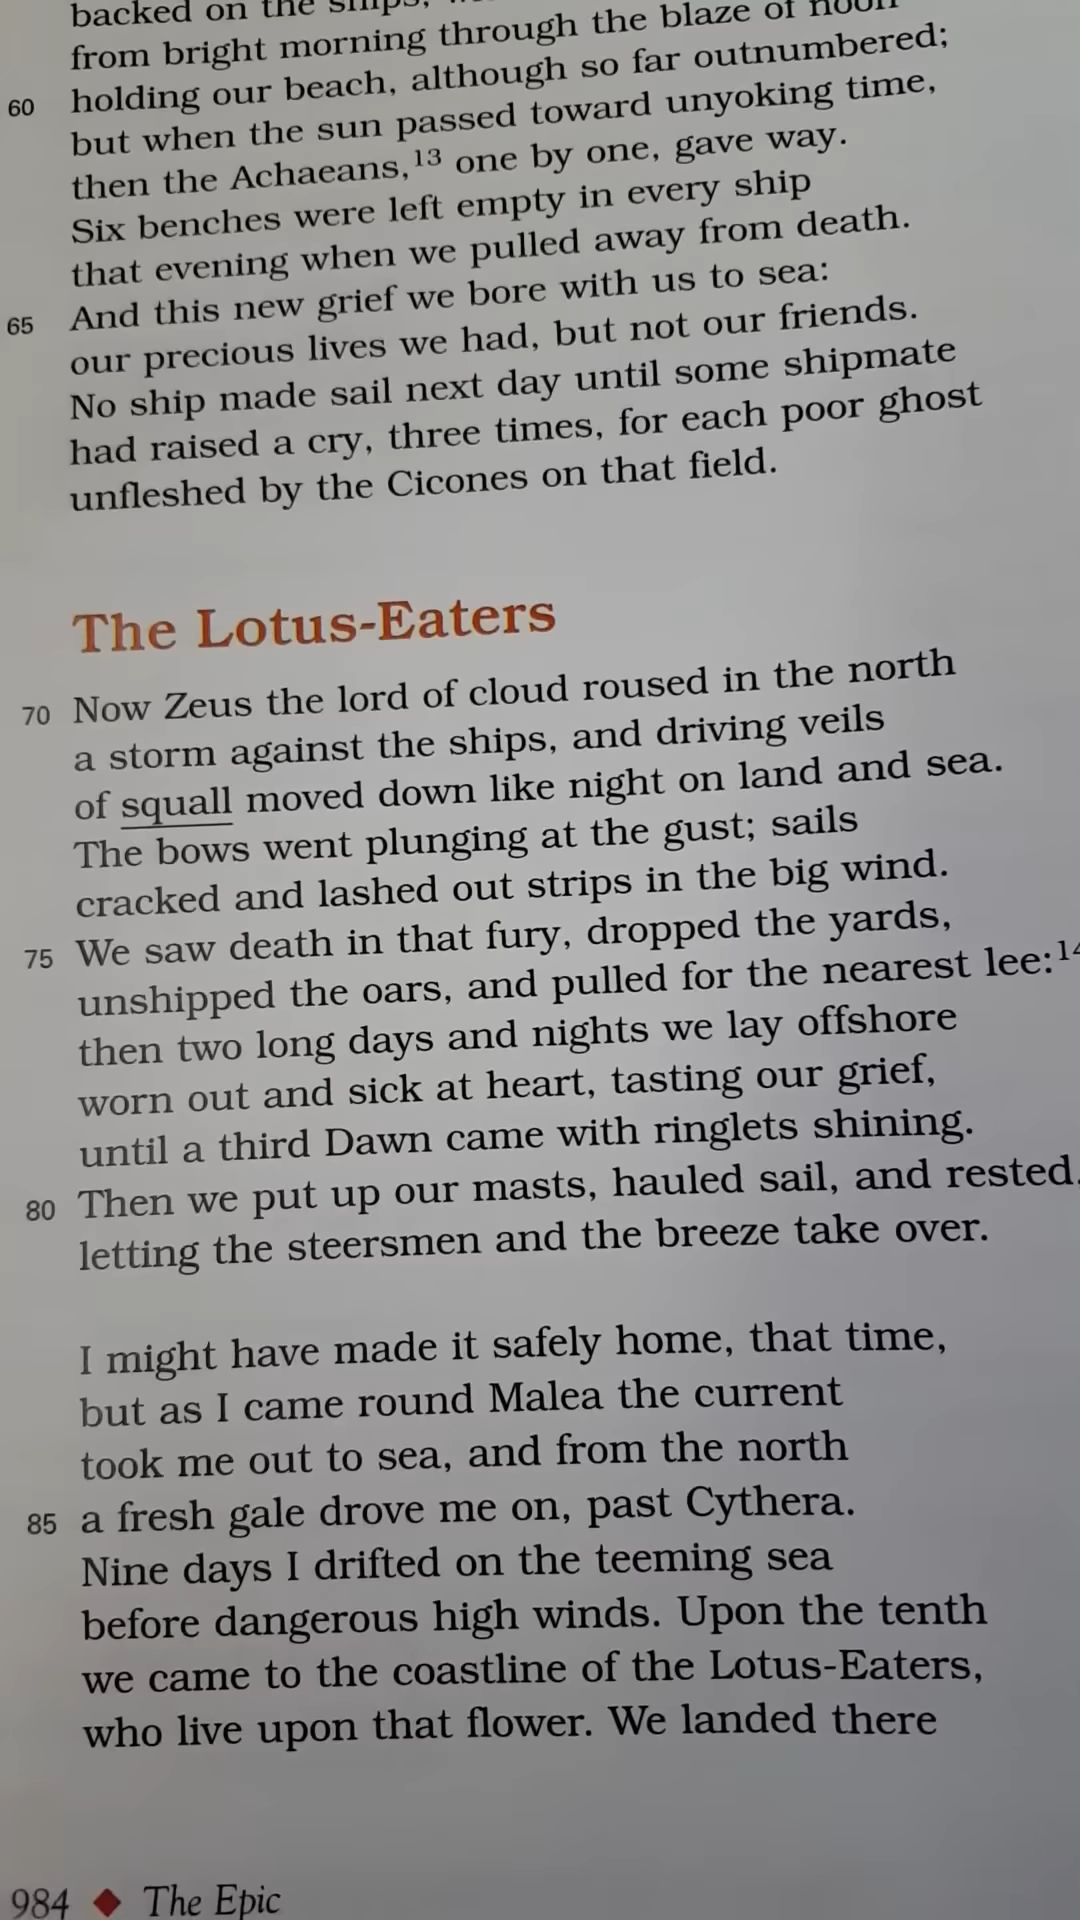 backed on the ships,
from bright morning through the blaze of noon
60 holding our beach, although so far outnumbered;
but when the sun passed toward unyoking time,
then the Achaeans,13 one by one, gave way.
Six benches were left empty in every ship
that evening when we pulled away from death.
65 And this new grief we bore with us to sea:
our precious lives we had, but not our friends.
No ship made sail next day until some shipmate
had raised a cry, three times, for each poor ghost
unfleshed by the Cicones on that field.
The Lotus-Eaters
70 Now Zeus the lord of cloud roused in the north
a storm against the ships, and driving veils
of squall moved down like night on land and sea.
The bows went plunging at the gust; sails
cracked and lashed out strips in the big wind.
75 We saw death in that fury, dropped the yards,
unshipped the oars, and pulled for the nearest lee:14
then two long days and nights we lay offshore
worn out and sick at heart, tasting our grief,
until a third Dawn came with ringlets shining.
80 Then we put up our masts, hauled sail, and rested,
letting the steersmen and the breeze take over.
I might have made it safely home, that time,
but as I came round Malea the current
took me out to sea, and from the north
85 a fresh gale drove me on, past Cythera.
Nine days I drifted on the teeming sea
before dangerous high winds. Upon the tenth
we came to the coastline of the Lotus-Eaters,
who live upon that flower. We landed there
984 ◆ The Epic